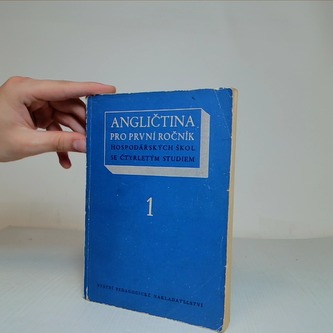 ANGLIČTINA
PRO PRVNÍ ROČNÍK
HOSPODÁŘSKÝCH ŠKOL
SE ČTYŘLETÝM STUDIEM
1
STÁTNÍ PEDAGOGICKÉ NAKLADATELSTVÍ